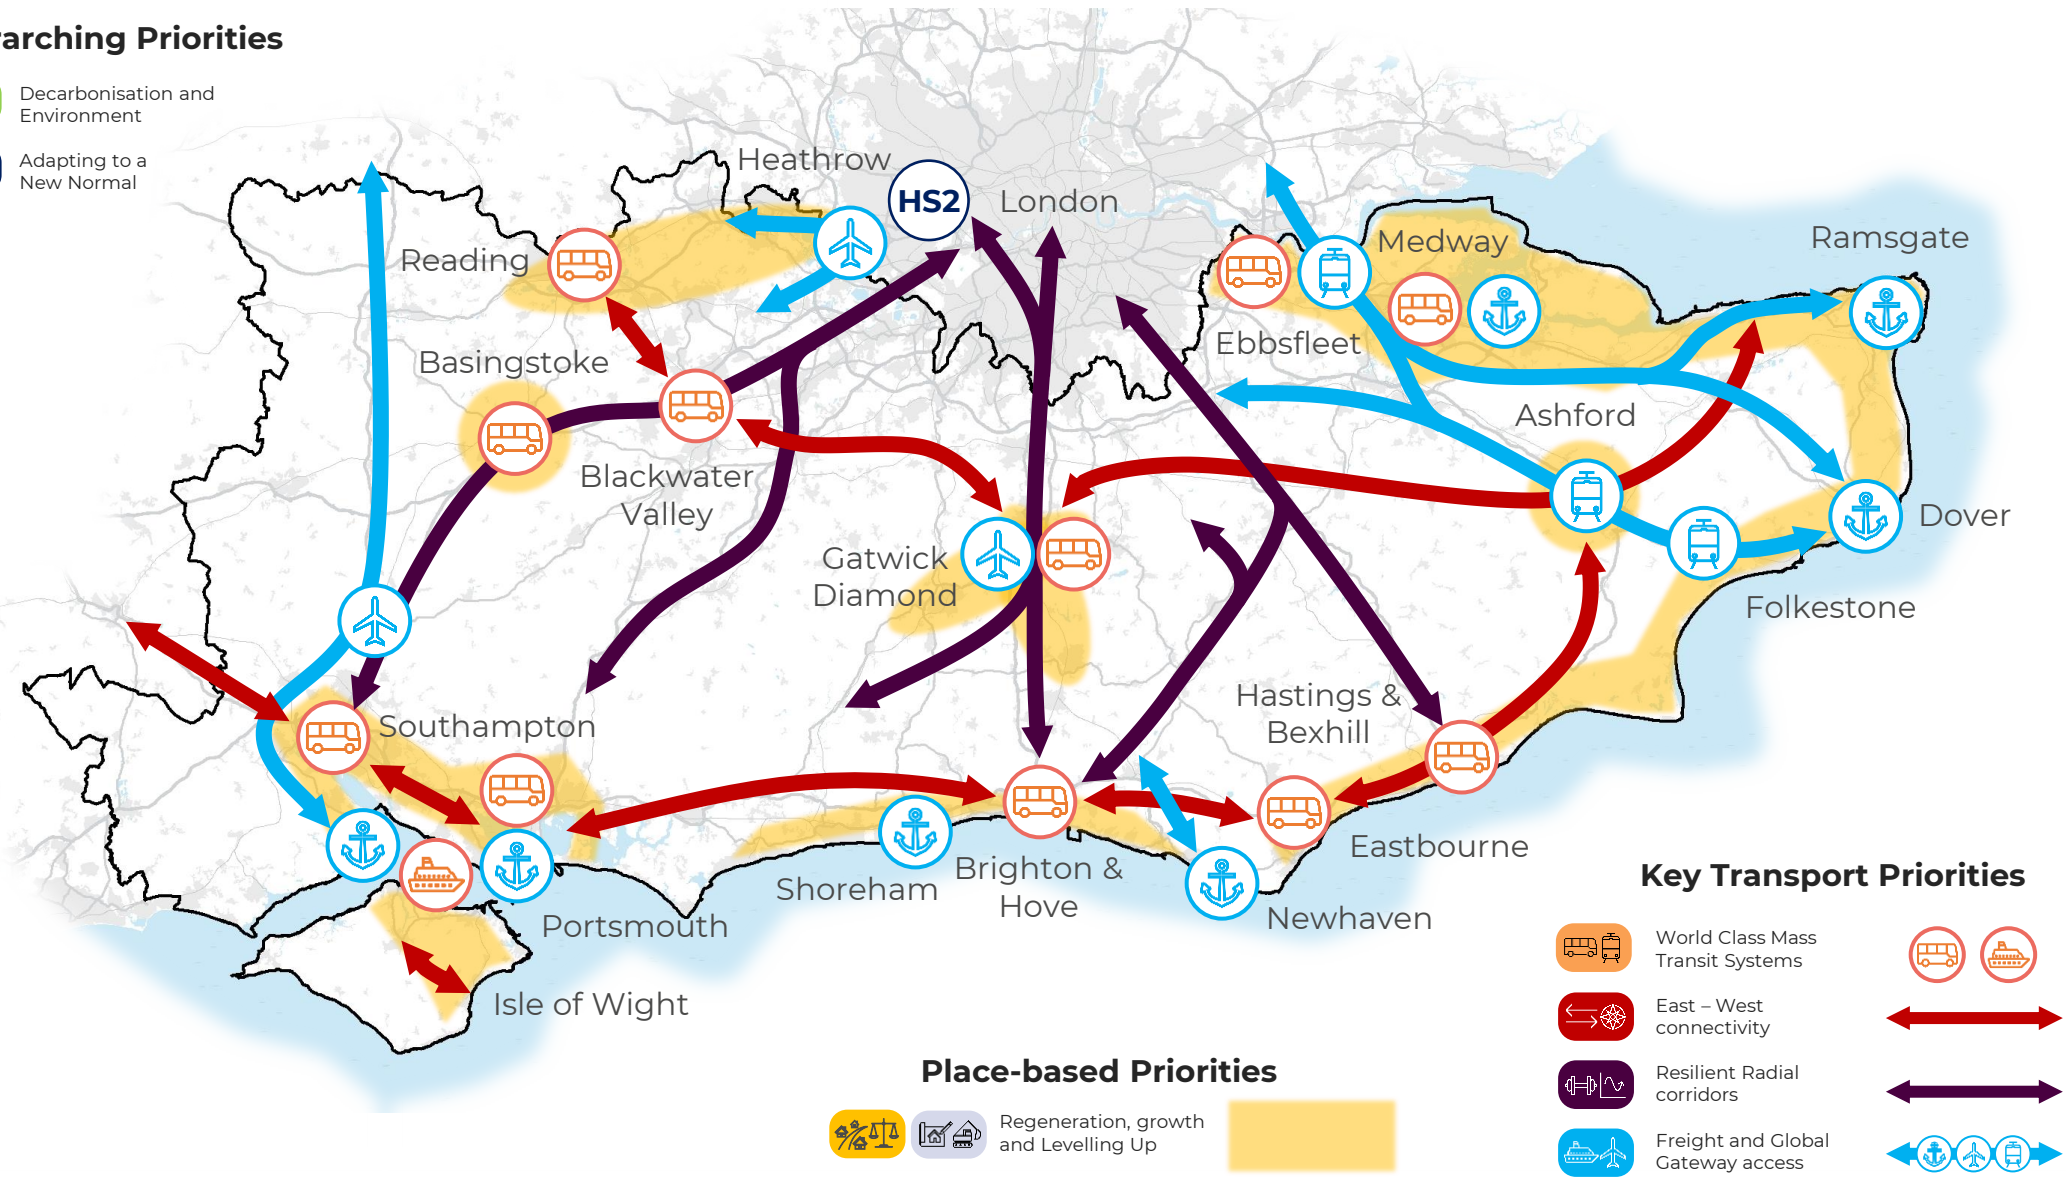 arching Priorities
Decarbonisation and
Environment
Adapting to a
New Normal
Heathrow
HS2
London
Reading
Medway
Ramsgate
Basingstoke
Ebbsfleet
Ashford
Blackwater
Valley
Dover
Gatwick
Diamond
Folkestone
Hastings &
Bexhill
Southampton
Eastbourne
Shoreham
Brighton &
Hove
Newhaven
Portsmouth
Isle of Wight
Key Transport Priorities
World Class Mass
Transit Systems
East – West
connectivity
Resilient Radial
corridors
Freight and Global
Gateway access
Place-based Priorities
Regeneration, growth
and Levelling Up